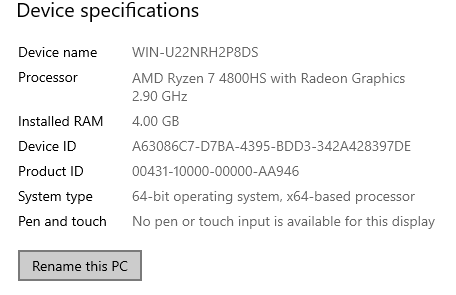 Device specifications
Device name WIN-U22NRH2P8DS
Processor AMD Ryzen 7 4800HS with Radeon Graphics
2.90 GHz
Installed RAM 4.00 GB
Device ID A63086C7-D7BA-4395-BDD3-342A428397DE
Product ID 00431-10000-00000-AA946
System type 64-bit operating system, x64-based processor
Pen and touch No pen or touch input is available for this display
Rename this PC